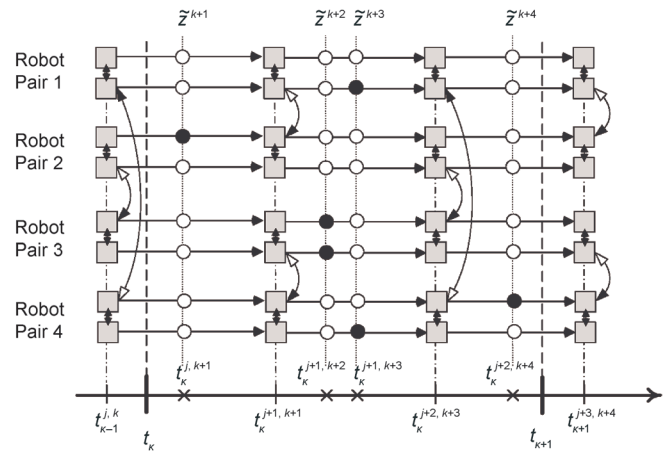 z̃ᵏ⁺¹ z̃ᵏ⁺² z̃ᵏ⁺³ z̃ᵏ⁺⁴
Robot
Pair 1
Robot
Pair 2
Robot
Pair 3
Robot
Pair 4
t_κ^{j, k+1} t_κ^{j+1, k+2} t_κ^{j+1, k+3} t_κ^{j+2, k+4}
t_{κ−1}^{j, k} t_κ t_κ^{j+1, k+1} t_κ^{j+2, k+3} t_{κ+1} t_{κ+1}^{j+3, k+4}